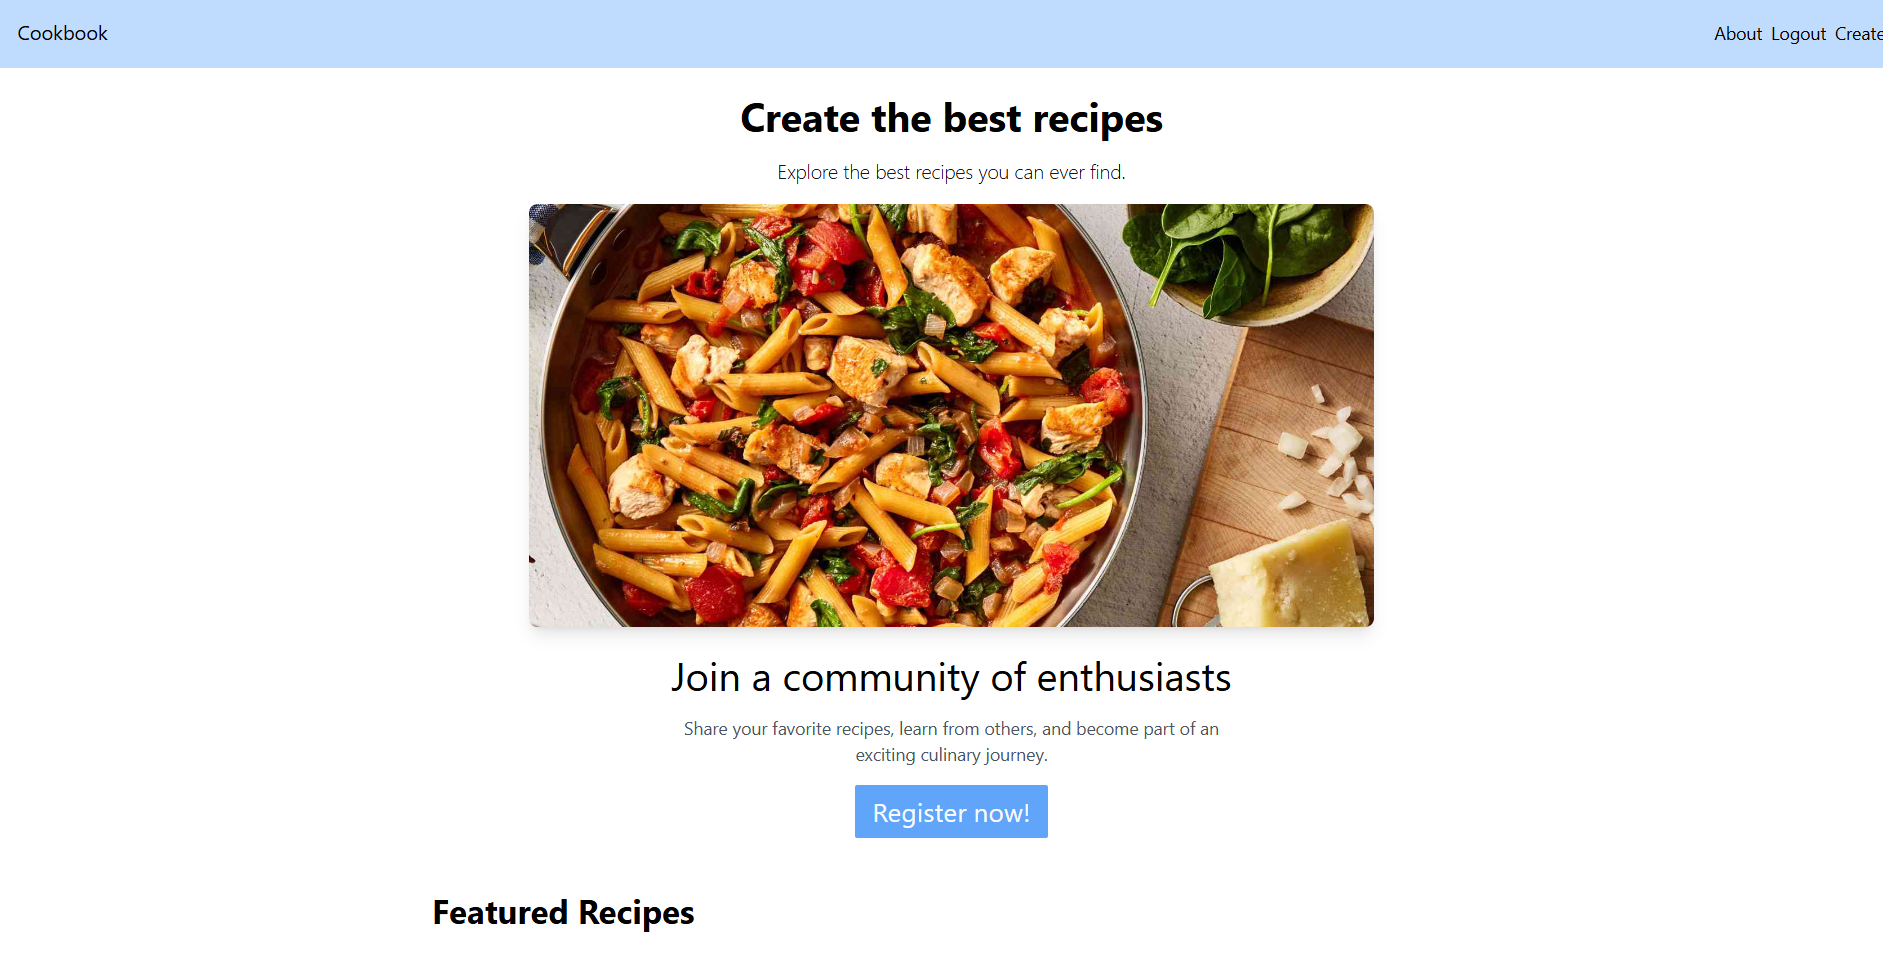 Cookbook
About Logout Create
Create the best recipes
Explore the best recipes you can ever find.
Join a community of enthusiasts
Share your favorite recipes, learn from others, and become part of an
exciting culinary journey.
Register now!
Featured Recipes